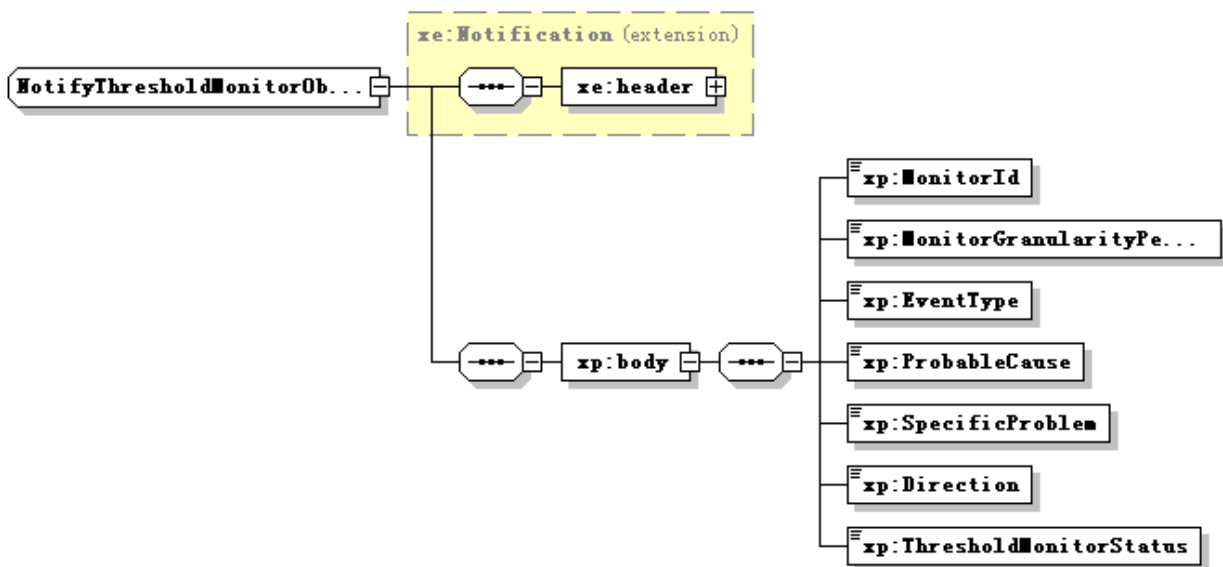 xe:Notification (extension)
NotifyThresholdMonitorOb...
xe:header
xp:MonitorId
xp:MonitorGranularityPe...
xp:EventType
xp:body
xp:ProbableCause
xp:SpecificProblem
xp:Direction
xp:ThresholdMonitorStatus